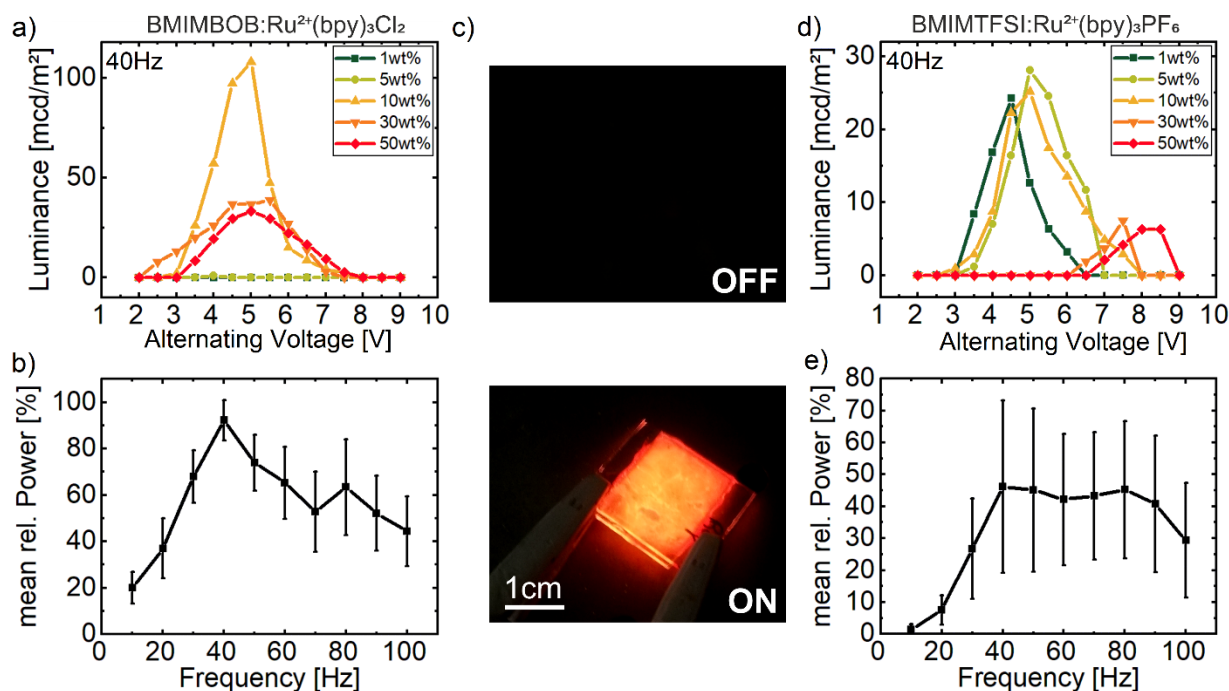 a)
BMIMBOB:Ru²⁺(bpy)₃Cl₂
40Hz
1wt%
5wt%
10wt%
30wt%
50wt%
Luminance [mcd/m²]
100
50
0
1 2 3 4 5 6 7 8 9 10
Alternating Voltage [V]
b)
mean rel. Power [%]
100
80
60
40
20
0
0 20 40 60 80 100
Frequency [Hz]
c)
OFF
1cm
ON
d)
BMIMTFSI:Ru²⁺(bpy)₃PF₆
40Hz
1wt%
5wt%
10wt%
30wt%
50wt%
Luminance [mcd/m²]
30
20
10
0
1 2 3 4 5 6 7 8 9 10
Alternating Voltage [V]
e)
mean rel. Power [%]
80
70
60
50
40
30
20
10
0
0 20 40 60 80 100
Frequency [Hz]